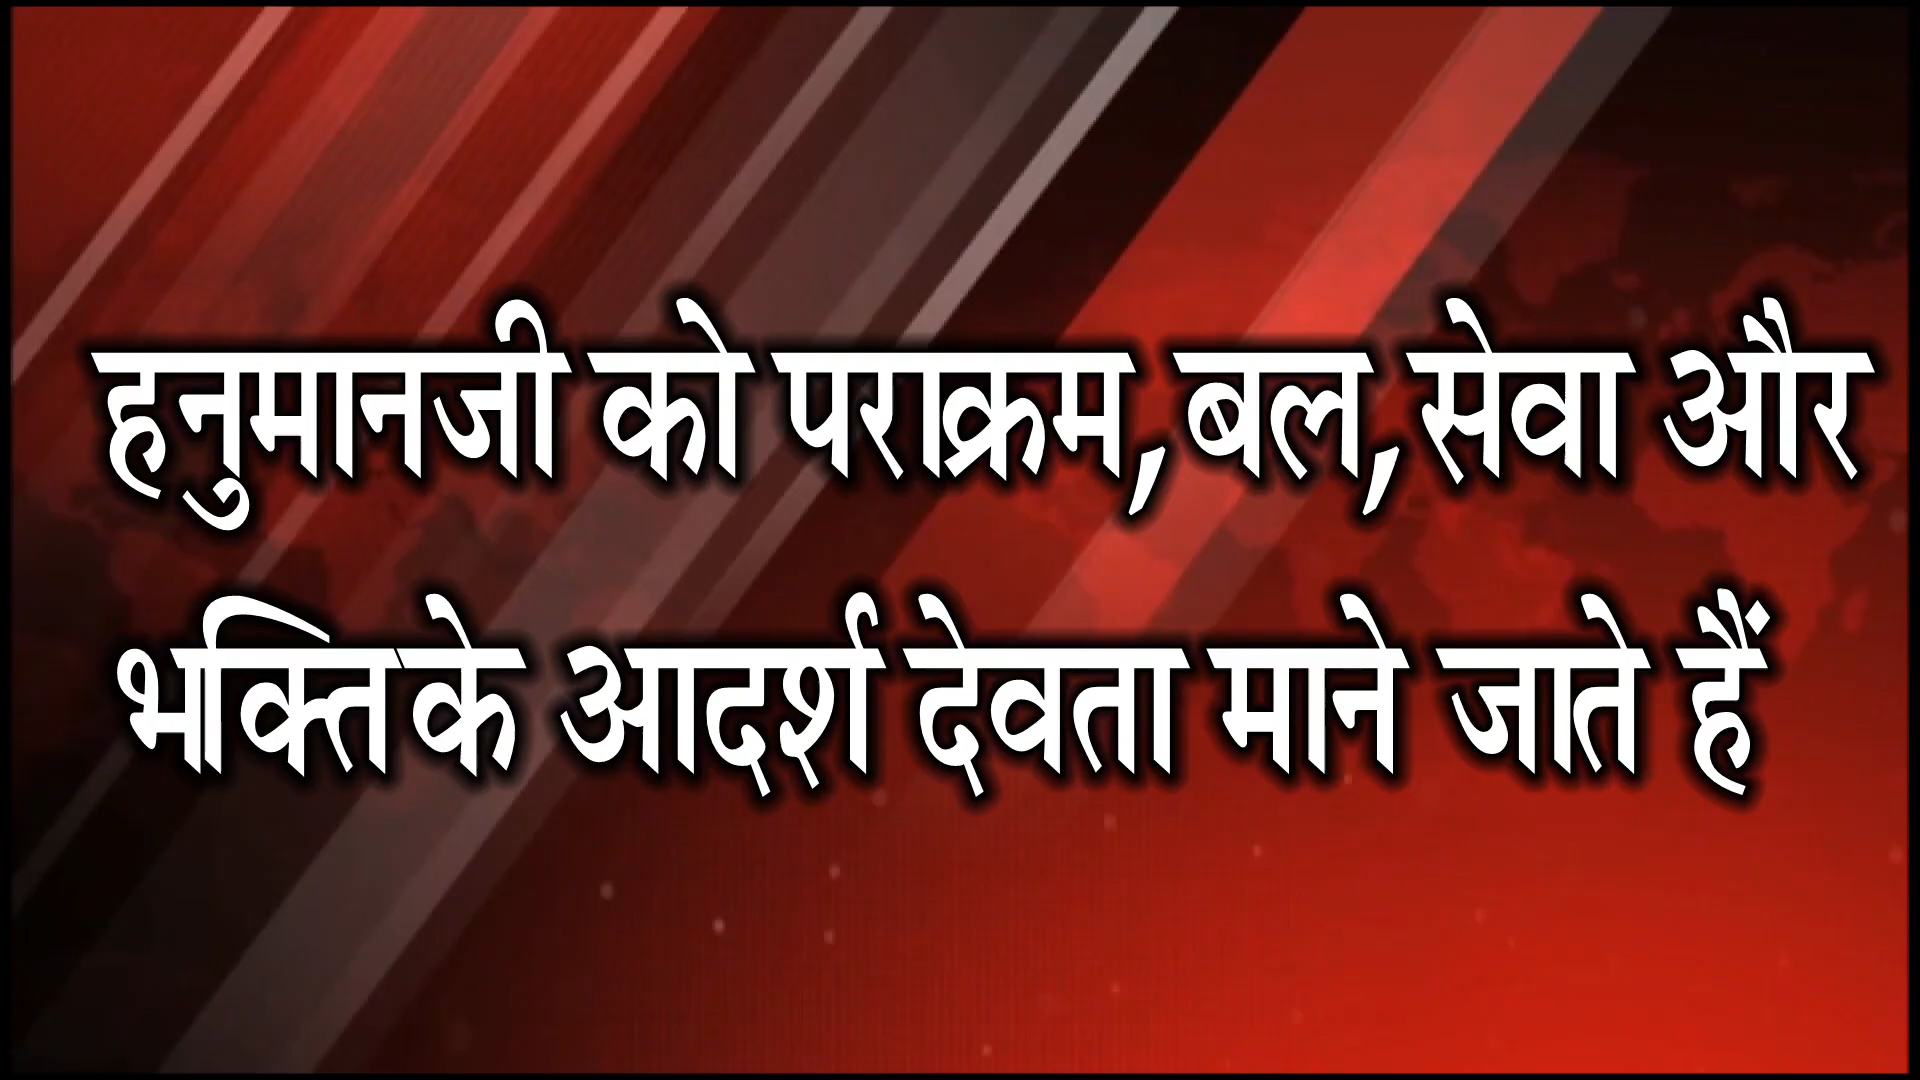 हनुमानजी को पराक्रम,बल,सेवा और
भक्तिके आदर्श देवता माने जाते हैं